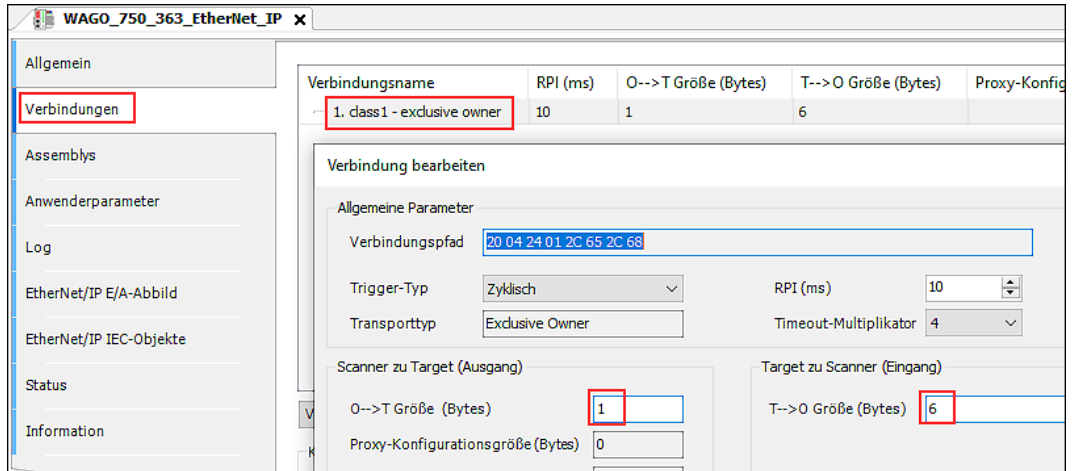 WAGO_750_363_EtherNet_IP
Allgemein
Verbindungen
Assemblys
Anwenderparameter
Log
EtherNet/IP E/A-Abbild
EtherNet/IP IEC-Objekte
Status
Information
Verbindungsname RPI (ms) O-->T Größe (Bytes) T-->O Größe (Bytes) Proxy-Konfig
1. class1 - exclusive owner 10 1 6
Verbindung bearbeiten
Allgemeine Parameter
Verbindungspfad 20 04 24 01 2C 65 2C 68
Trigger-Typ Zyklisch RPI (ms) 10
Transporttyp Exclusive Owner Timeout-Multiplikator 4
Scanner zu Target (Ausgang) Target zu Scanner (Eingang)
O-->T Größe (Bytes) 1 T-->O Größe (Bytes) 6
Proxy-Konfigurationsgröße (Bytes) 0